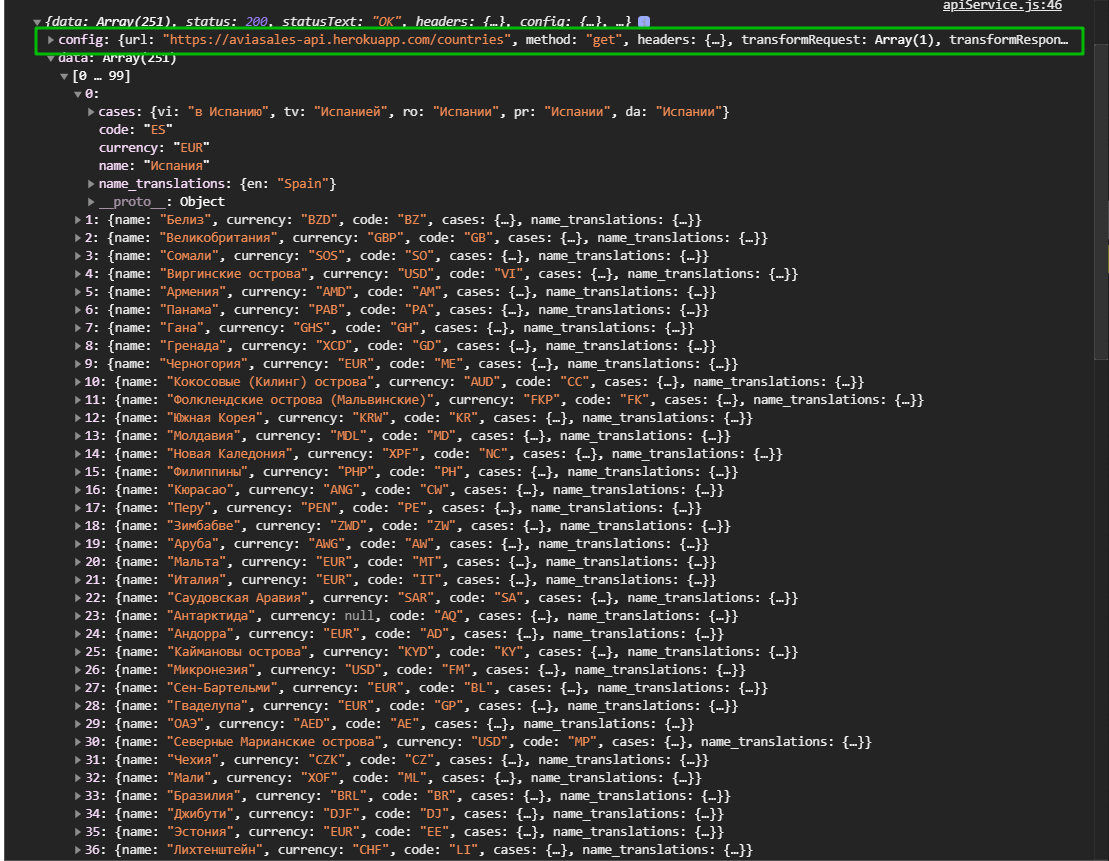 apiService.js:46
{data: Array(251), status: 200, statusText: "OK", headers: {…}, config: {…}, …}
config: {url: "https://aviasales-api.herokuapp.com/countries", method: "get", headers: {…}, transformRequest: Array(1), transformRespon…
data: Array(251)
[0 … 99]
0:
cases: {vi: "в Испанию", tv: "Испанией", ro: "Испании", pr: "Испании", da: "Испании"}
code: "ES"
currency: "EUR"
name: "Испания"
name_translations: {en: "Spain"}
__proto__: Object
1: {name: "Белиз", currency: "BZD", code: "BZ", cases: {…}, name_translations: {…}}
2: {name: "Великобритания", currency: "GBP", code: "GB", cases: {…}, name_translations: {…}}
3: {name: "Сомали", currency: "SOS", code: "SO", cases: {…}, name_translations: {…}}
4: {name: "Виргинские острова", currency: "USD", code: "VI", cases: {…}, name_translations: {…}}
5: {name: "Армения", currency: "AMD", code: "AM", cases: {…}, name_translations: {…}}
6: {name: "Панама", currency: "PAB", code: "PA", cases: {…}, name_translations: {…}}
7: {name: "Гана", currency: "GHS", code: "GH", cases: {…}, name_translations: {…}}
8: {name: "Гренада", currency: "XCD", code: "GD", cases: {…}, name_translations: {…}}
9: {name: "Черногория", currency: "EUR", code: "ME", cases: {…}, name_translations: {…}}
10: {name: "Кокосовые (Килинг) острова", currency: "AUD", code: "CC", cases: {…}, name_translations: {…}}
11: {name: "Фолклендские острова (Мальвинские)", currency: "FKP", code: "FK", cases: {…}, name_translations: {…}}
12: {name: "Южная Корея", currency: "KRW", code: "KR", cases: {…}, name_translations: {…}}
13: {name: "Молдавия", currency: "MDL", code: "MD", cases: {…}, name_translations: {…}}
14: {name: "Новая Каледония", currency: "XPF", code: "NC", cases: {…}, name_translations: {…}}
15: {name: "Филиппины", currency: "PHP", code: "PH", cases: {…}, name_translations: {…}}
16: {name: "Кюрасао", currency: "ANG", code: "CW", cases: {…}, name_translations: {…}}
17: {name: "Перу", currency: "PEN", code: "PE", cases: {…}, name_translations: {…}}
18: {name: "Зимбабве", currency: "ZWD", code: "ZW", cases: {…}, name_translations: {…}}
19: {name: "Аруба", currency: "AWG", code: "AW", cases: {…}, name_translations: {…}}
20: {name: "Мальта", currency: "EUR", code: "MT", cases: {…}, name_translations: {…}}
21: {name: "Италия", currency: "EUR", code: "IT", cases: {…}, name_translations: {…}}
22: {name: "Саудовская Аравия", currency: "SAR", code: "SA", cases: {…}, name_translations: {…}}
23: {name: "Антарктида", currency: null, code: "AQ", cases: {…}, name_translations: {…}}
24: {name: "Андорра", currency: "EUR", code: "AD", cases: {…}, name_translations: {…}}
25: {name: "Каймановы острова", currency: "KYD", code: "KY", cases: {…}, name_translations: {…}}
26: {name: "Микронезия", currency: "USD", code: "FM", cases: {…}, name_translations: {…}}
27: {name: "Сен-Бартельми", currency: "EUR", code: "BL", cases: {…}, name_translations: {…}}
28: {name: "Гваделупа", currency: "EUR", code: "GP", cases: {…}, name_translations: {…}}
29: {name: "ОАЭ", currency: "AED", code: "AE", cases: {…}, name_translations: {…}}
30: {name: "Северные Марианские острова", currency: "USD", code: "MP", cases: {…}, name_translations: {…}}
31: {name: "Чехия", currency: "CZK", code: "CZ", cases: {…}, name_translations: {…}}
32: {name: "Мали", currency: "XOF", code: "ML", cases: {…}, name_translations: {…}}
33: {name: "Бразилия", currency: "BRL", code: "BR", cases: {…}, name_translations: {…}}
34: {name: "Джибути", currency: "DJF", code: "DJ", cases: {…}, name_translations: {…}}
35: {name: "Эстония", currency: "EUR", code: "EE", cases: {…}, name_translations: {…}}
36: {name: "Лихтенштейн", currency: "CHF", code: "LI", cases: {…}, name_translations: {…}}